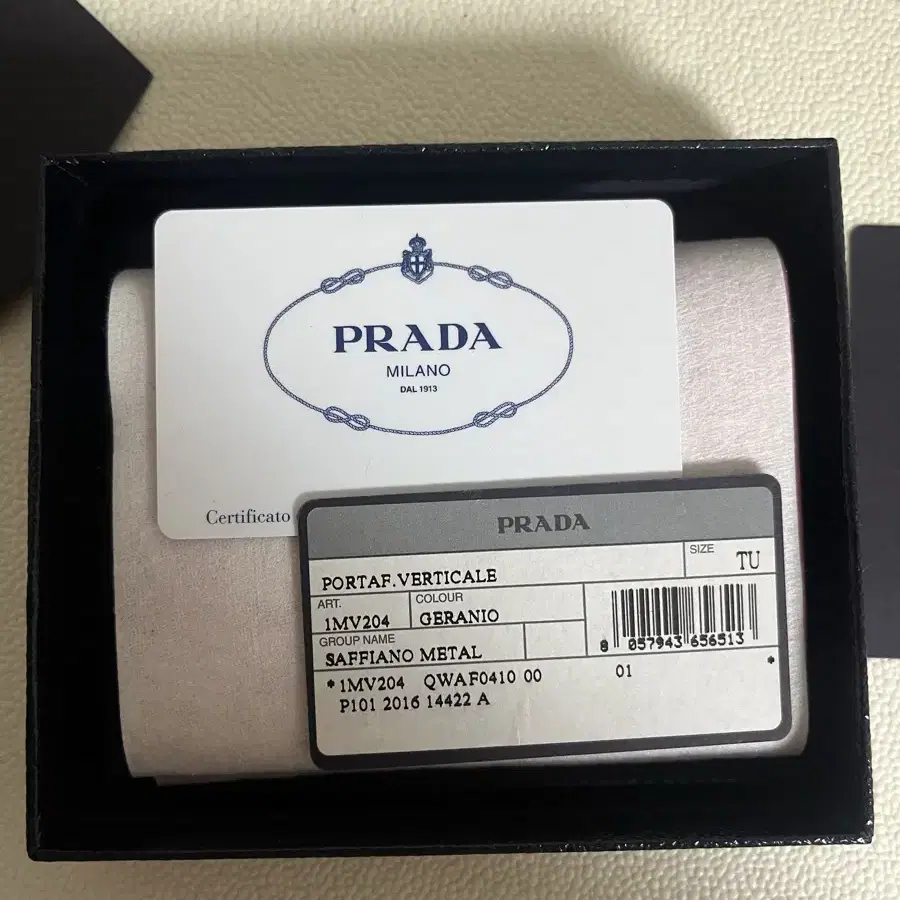 PRADA
MILANO
DAL 1913
Certificato
PRADA
PORTAF.VERTICALE
SIZE
TU
ART.
1MV204
COLOUR
GERANIO
GROUP NAME
SAFFIANO METAL
8 057943 656513
*1MV204 QWAF0410 00 01 *
P101 2016 14422 A